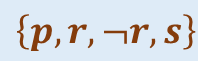 {p, r, ¬r, s}